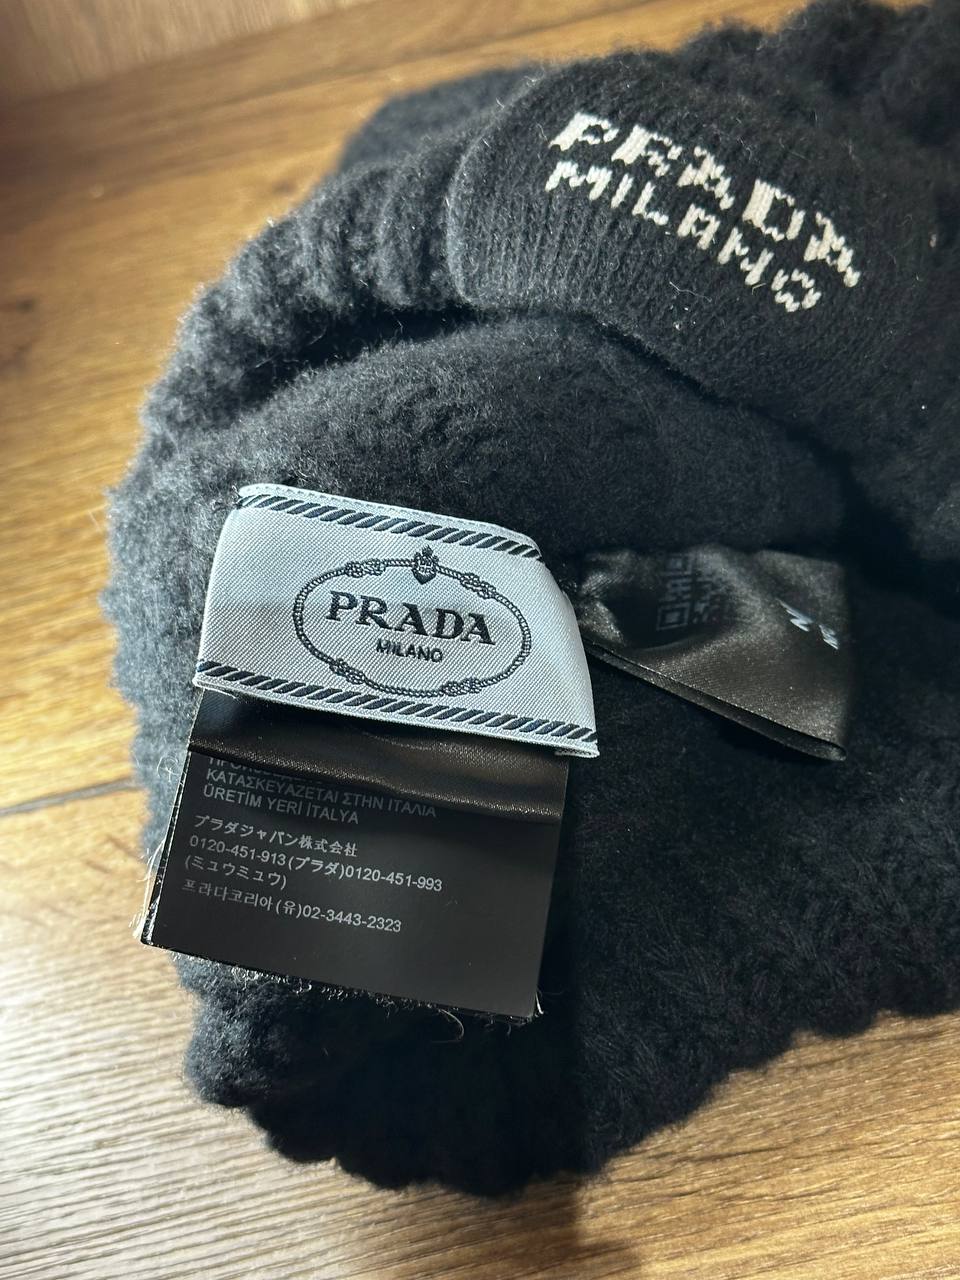 PRADA
MILANO
PRADA
MILANO
ΚΑΤΑΣΚΕΥΑΖΕΤΑΙ ΣΤΗΝ ΙΤΑΛΙΑ
ÜRETİM YERİ İTALYA
プラダジャパン株式会社
0120-451-913(プラダ)0120-451-993
(ミュウミュウ)
프라다코리아(유)02-3443-2323